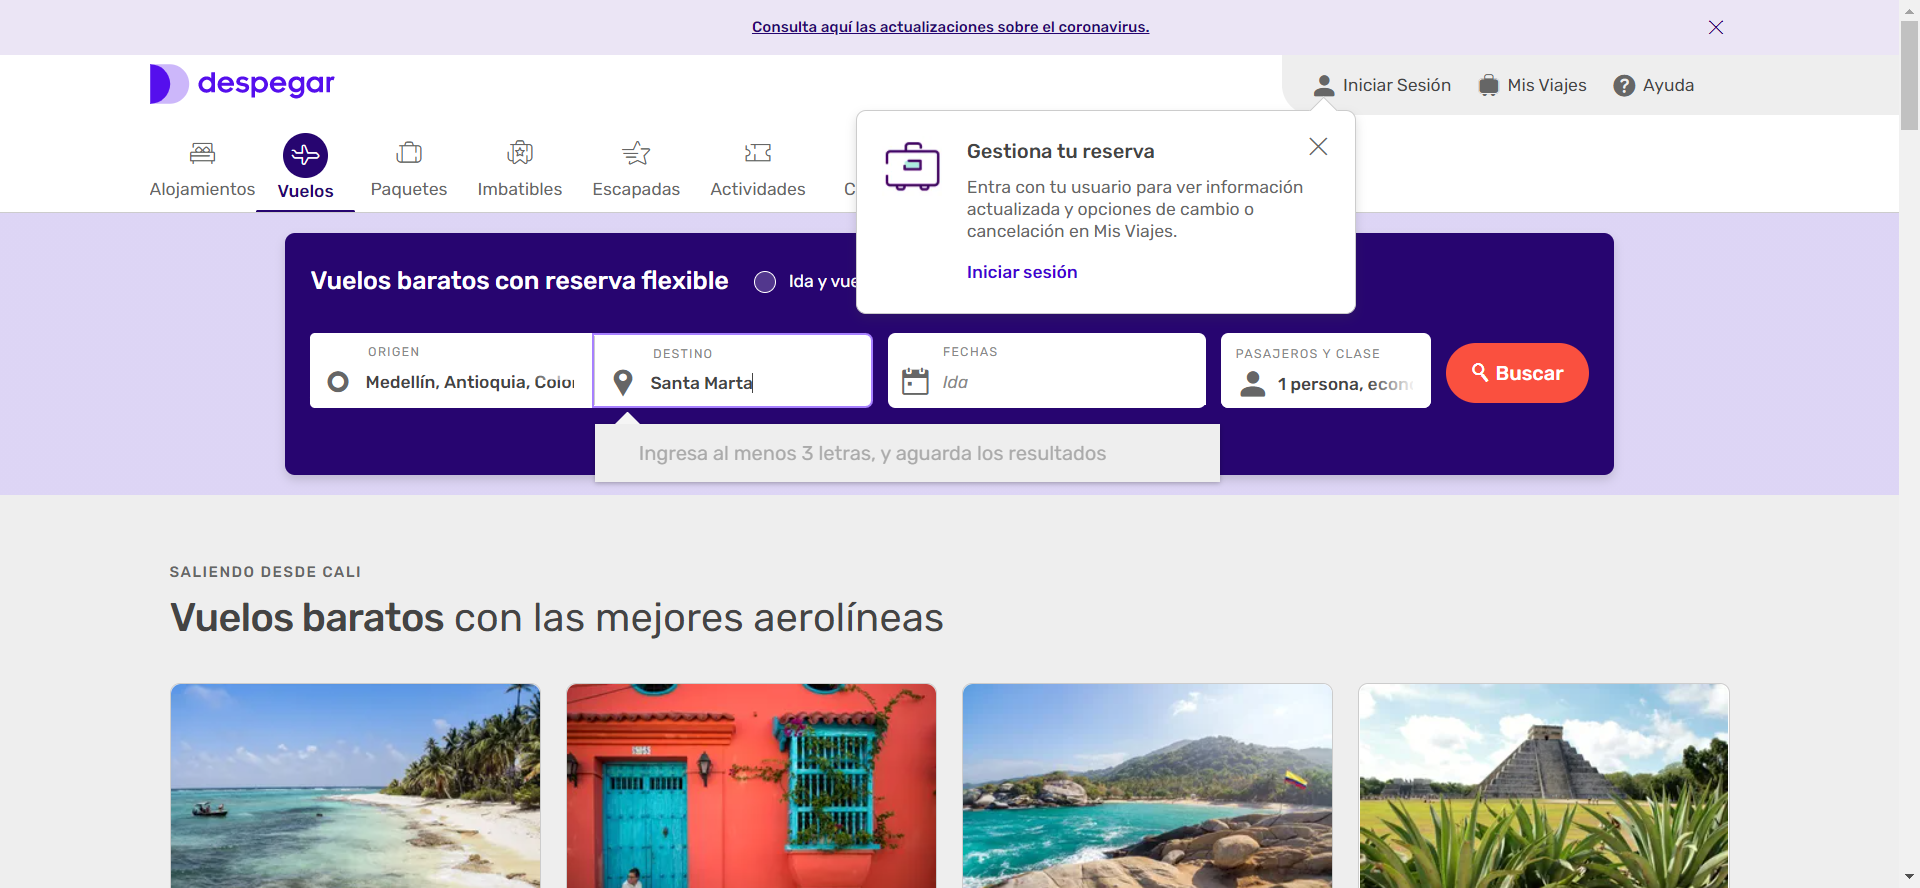 Consulta aquí las actualizaciones sobre el coronavirus.
despegar
Iniciar Sesión
Mis Viajes
? Ayuda
Alojamientos
Vuelos
Paquetes
Imbatibles
Escapadas
Actividades
C
Gestiona tu reserva
Entra con tu usuario para ver información
actualizada y opciones de cambio o
cancelación en Mis Viajes.
Iniciar sesión
Vuelos baratos con reserva flexible
Ida y vue
ORIGEN
Medellín, Antioquia, Color
DESTINO
Santa Marta
FECHAS
Ida
PASAJEROS Y CLASE
1 persona, econ
Buscar
Ingresa al menos 3 letras, y aguarda los resultados
SALIENDO DESDE CALI
Vuelos baratos con las mejores aerolíneas